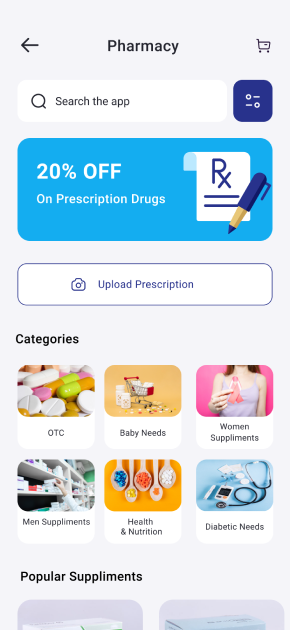 Pharmacy
Search the app
20% OFF
On Prescription Drugs
Rx
Upload Prescription
Categories
OTC
Baby Needs
Women
Suppliments
Men Suppliments
Health
& Nutrition
Diabetic Needs
Popular Suppliments